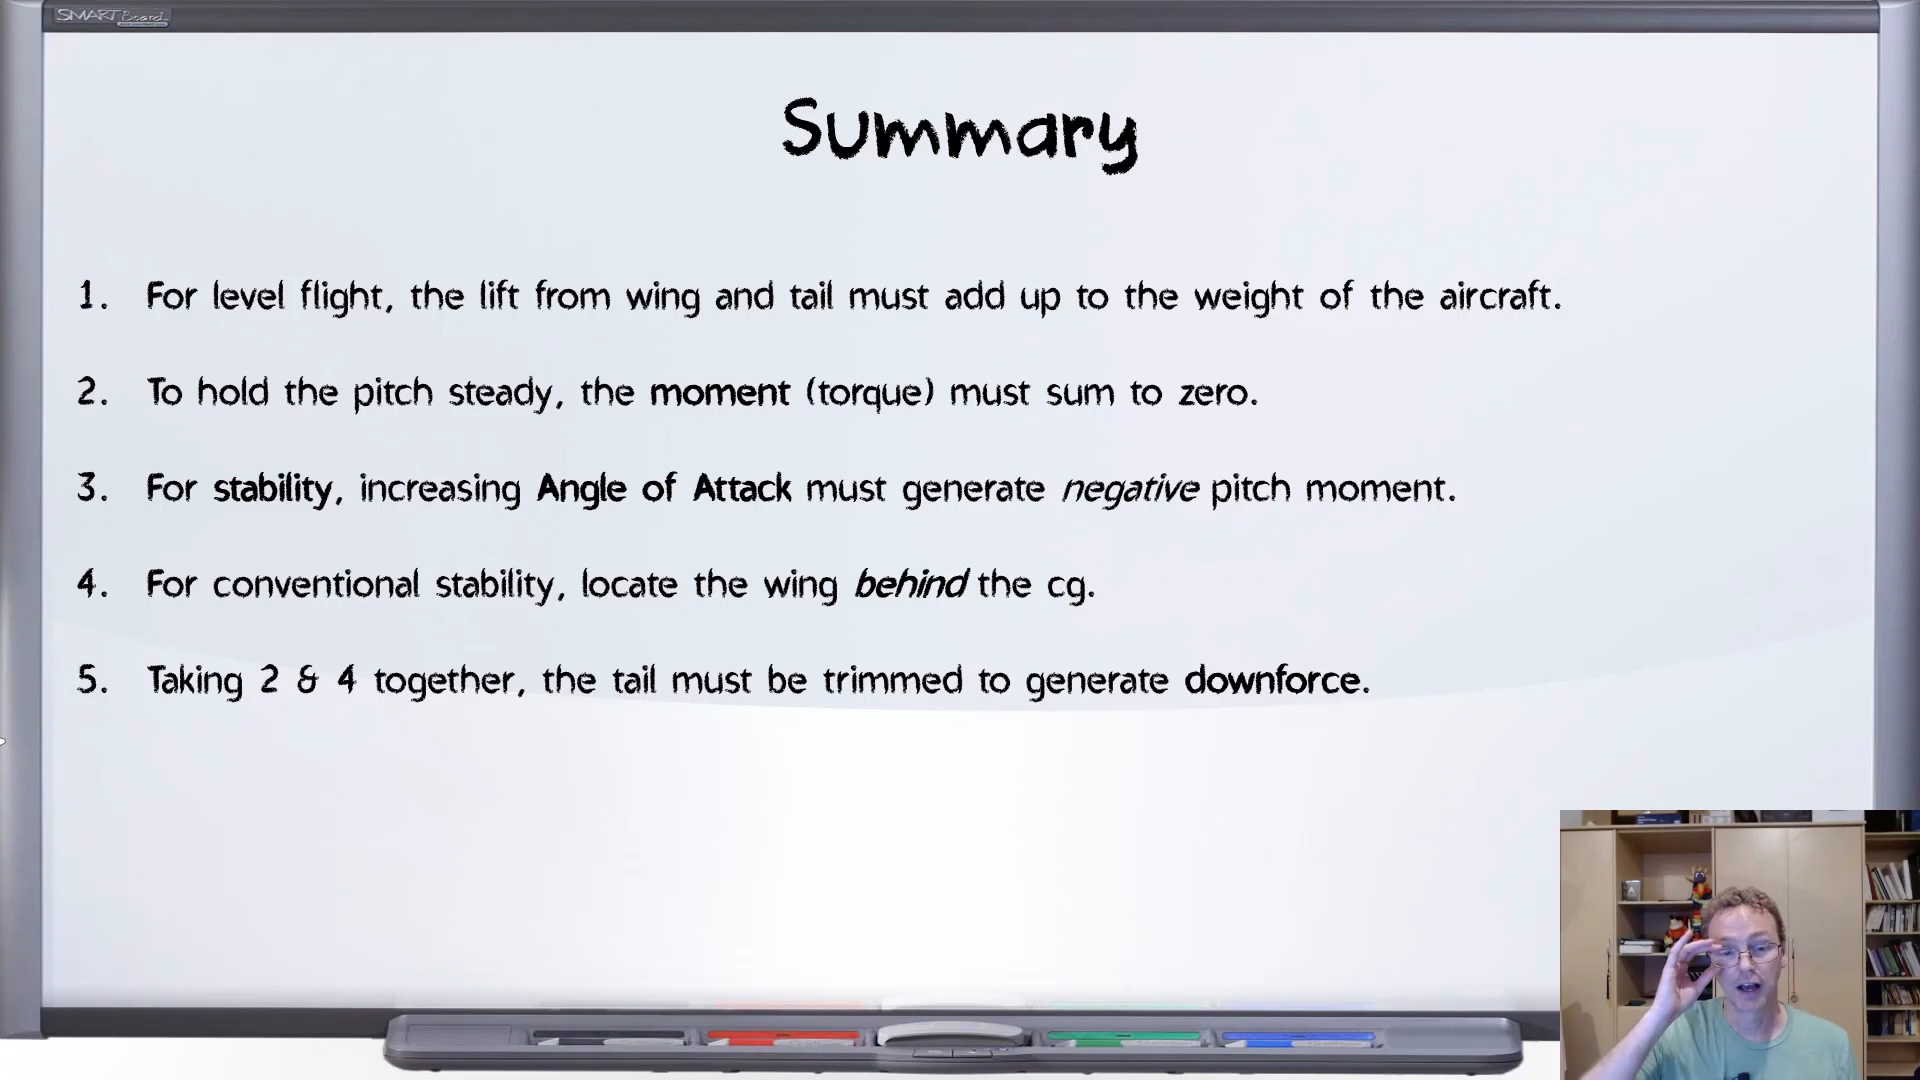 SMART Board
Summary
1. For level flight, the lift from wing and tail must add up to the weight of the aircraft.
2. To hold the pitch steady, the moment (torque) must sum to zero.
3. For stability, increasing Angle of Attack must generate negative pitch moment.
4. For conventional stability, locate the wing behind the cg.
5. Taking 2 & 4 together, the tail must be trimmed to generate downforce.